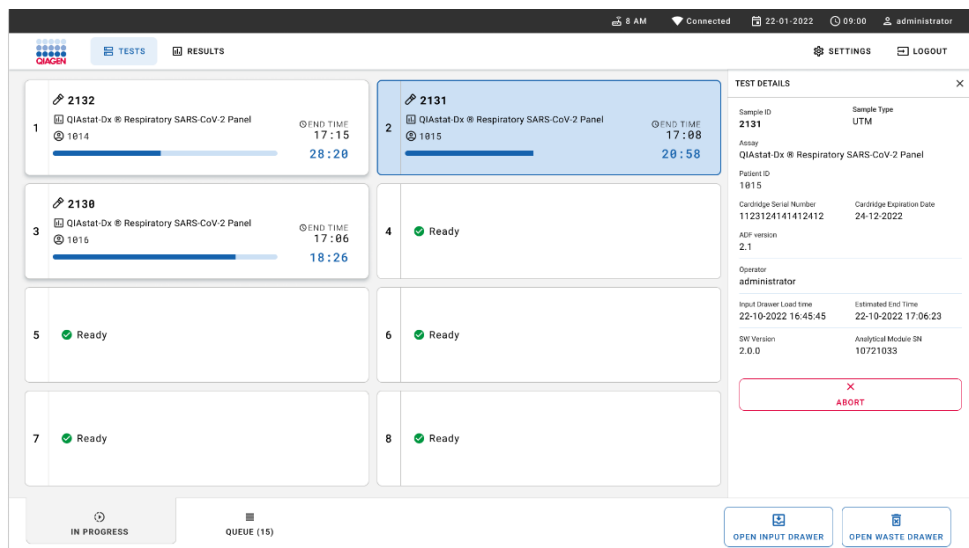 8 AM Connected 22-01-2022 09:00 administrator
QIAGEN TESTS RESULTS SETTINGS LOGOUT
1
2132
QIAstat-Dx ® Respiratory SARS-CoV-2 Panel
1014
END TIME
17:15
28:20
2
2131
QIAstat-Dx ® Respiratory SARS-CoV-2 Panel
1015
END TIME
17:08
20:58
3
2130
QIAstat-Dx ® Respiratory SARS-CoV-2 Panel
1016
END TIME
17:06
18:26
4 Ready
5 Ready
6 Ready
7 Ready
8 Ready
TEST DETAILS
Sample ID Sample Type
2131 UTM
Assay
QIAstat-Dx ® Respiratory SARS-CoV-2 Panel
Patient ID
1015
Cardridge Serial Number Cardridge Expiration Date
1123124141412412 24-12-2022
ADF version
2.1
Operator
administrator
Input Drawer Load time Estimated End Time
22-10-2022 16:45:45 22-10-2022 17:06:23
SW Version Analytical Module SN
2.0.0 10721033
ABORT
IN PROGRESS
QUEUE (15)
OPEN INPUT DRAWER
OPEN WASTE DRAWER